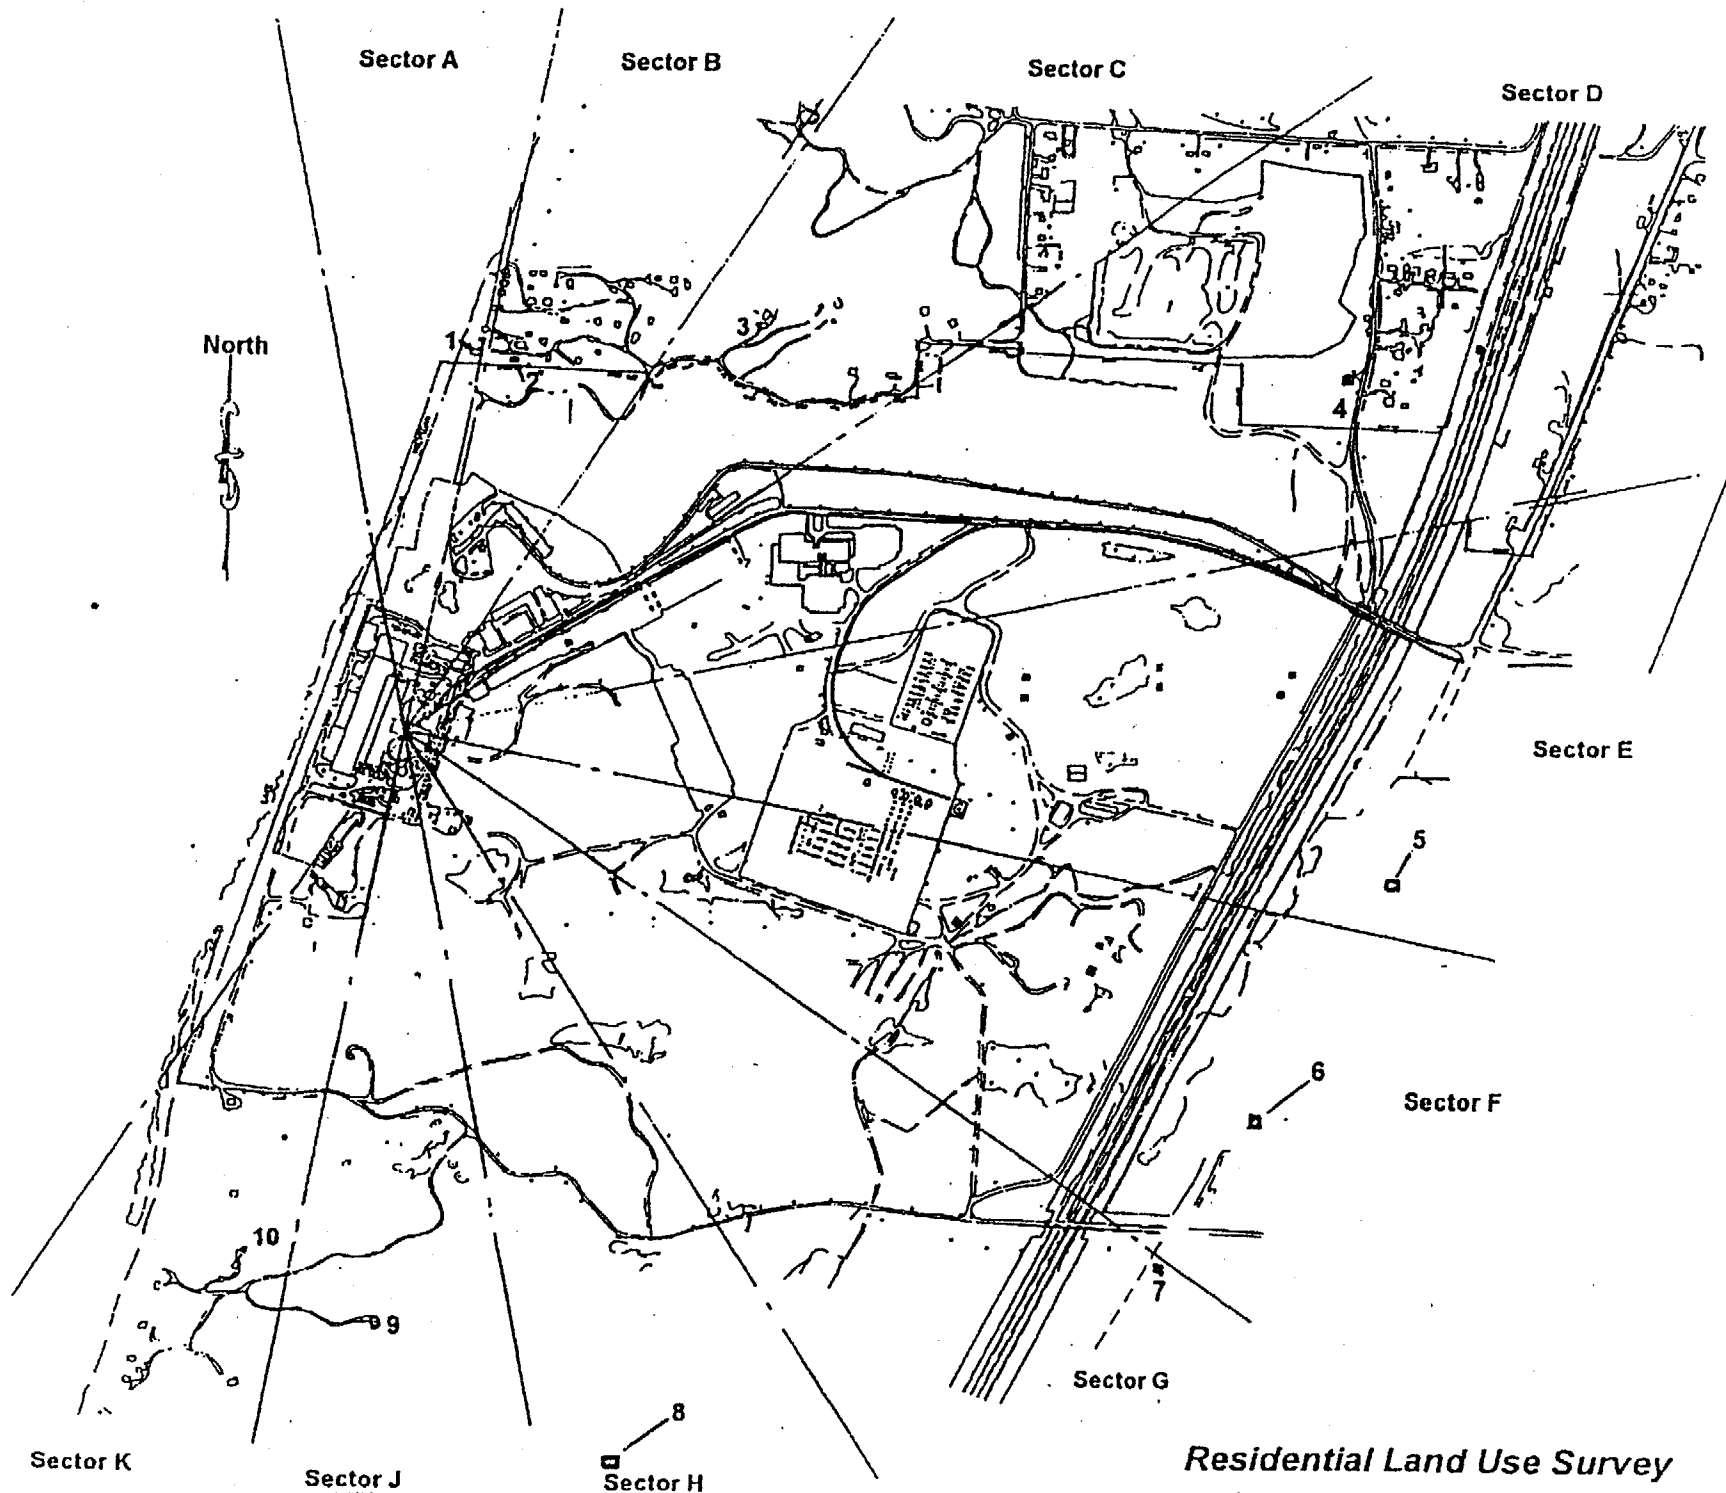 Sector A
Sector B
Sector C
Sector D
North
1
2
3
4
Sector E
5
6
Sector F
7
10
9
Sector G
8
Sector K
Sector J
Sector H
Residential Land Use Survey